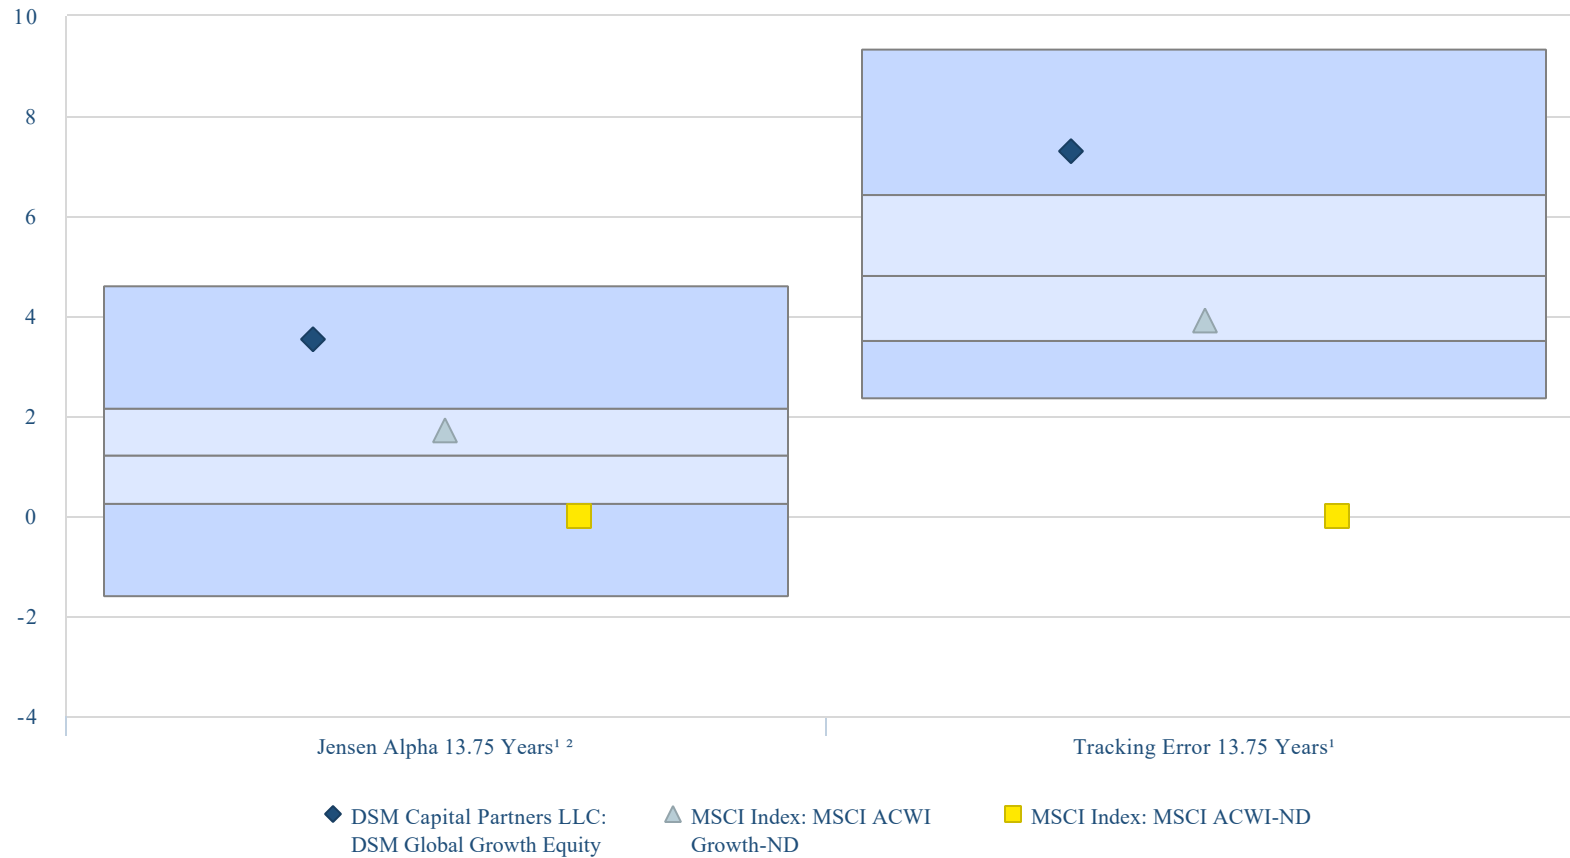 10
8
6
4
2
0
-2
-4
Jensen Alpha 13.75 Years¹ ²
Tracking Error 13.75 Years¹
DSM Capital Partners LLC:
DSM Global Growth Equity
MSCI Index: MSCI ACWI
Growth-ND
MSCI Index: MSCI ACWI-ND